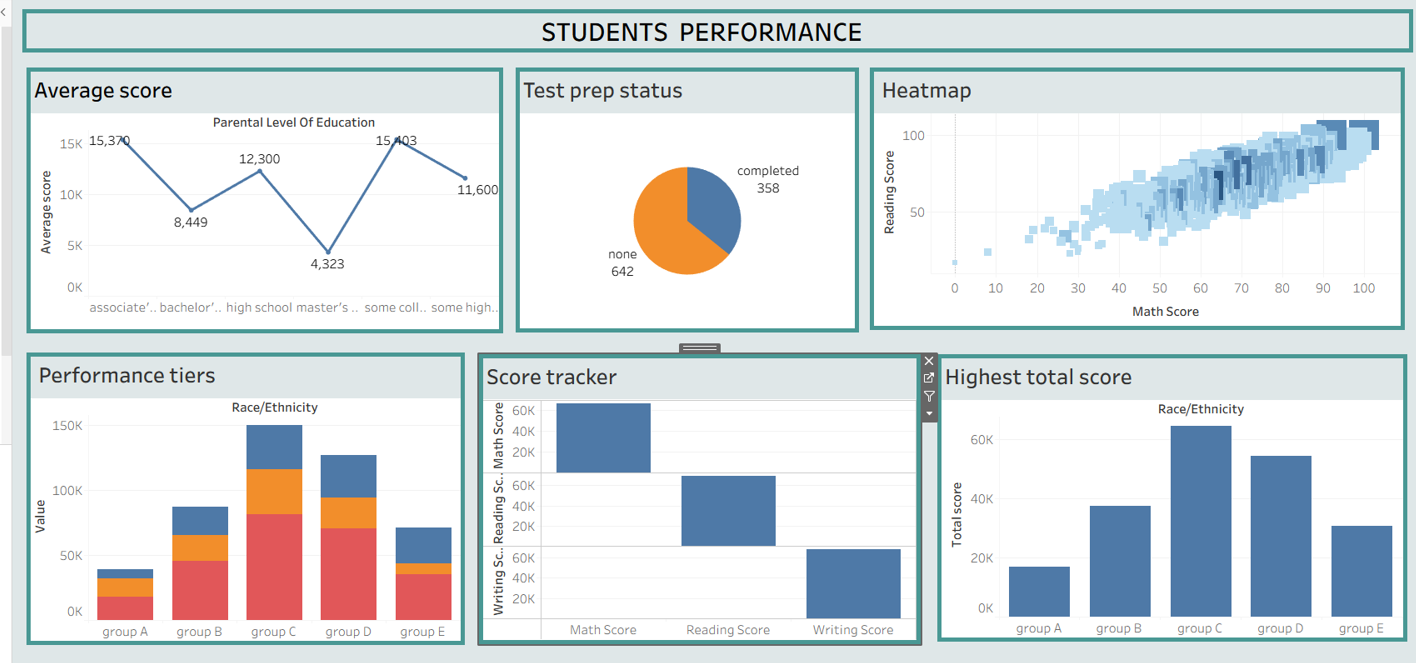 STUDENTS PERFORMANCE
Average score
Parental Level Of Education
Average score
15K
10K
5K
0K
15,370
8,449
12,300
4,323
15,403
11,600
associate'.. bachelor'.. high school master's .. some coll.. some high..
Test prep status
completed
358
none
642
Heatmap
Reading Score
100
50
0 10 20 30 40 50 60 70 80 90 100
Math Score
Performance tiers
Race/Ethnicity
Value
150K
100K
50K
0K
group A group B group C group D group E
Score tracker
Math Score
60K
40K
20K
Reading Sc..
60K
40K
20K
Writing Sc..
60K
40K
20K
Math Score Reading Score Writing Score
Highest total score
Race/Ethnicity
Total score
60K
40K
20K
0K
group A group B group C group D group E